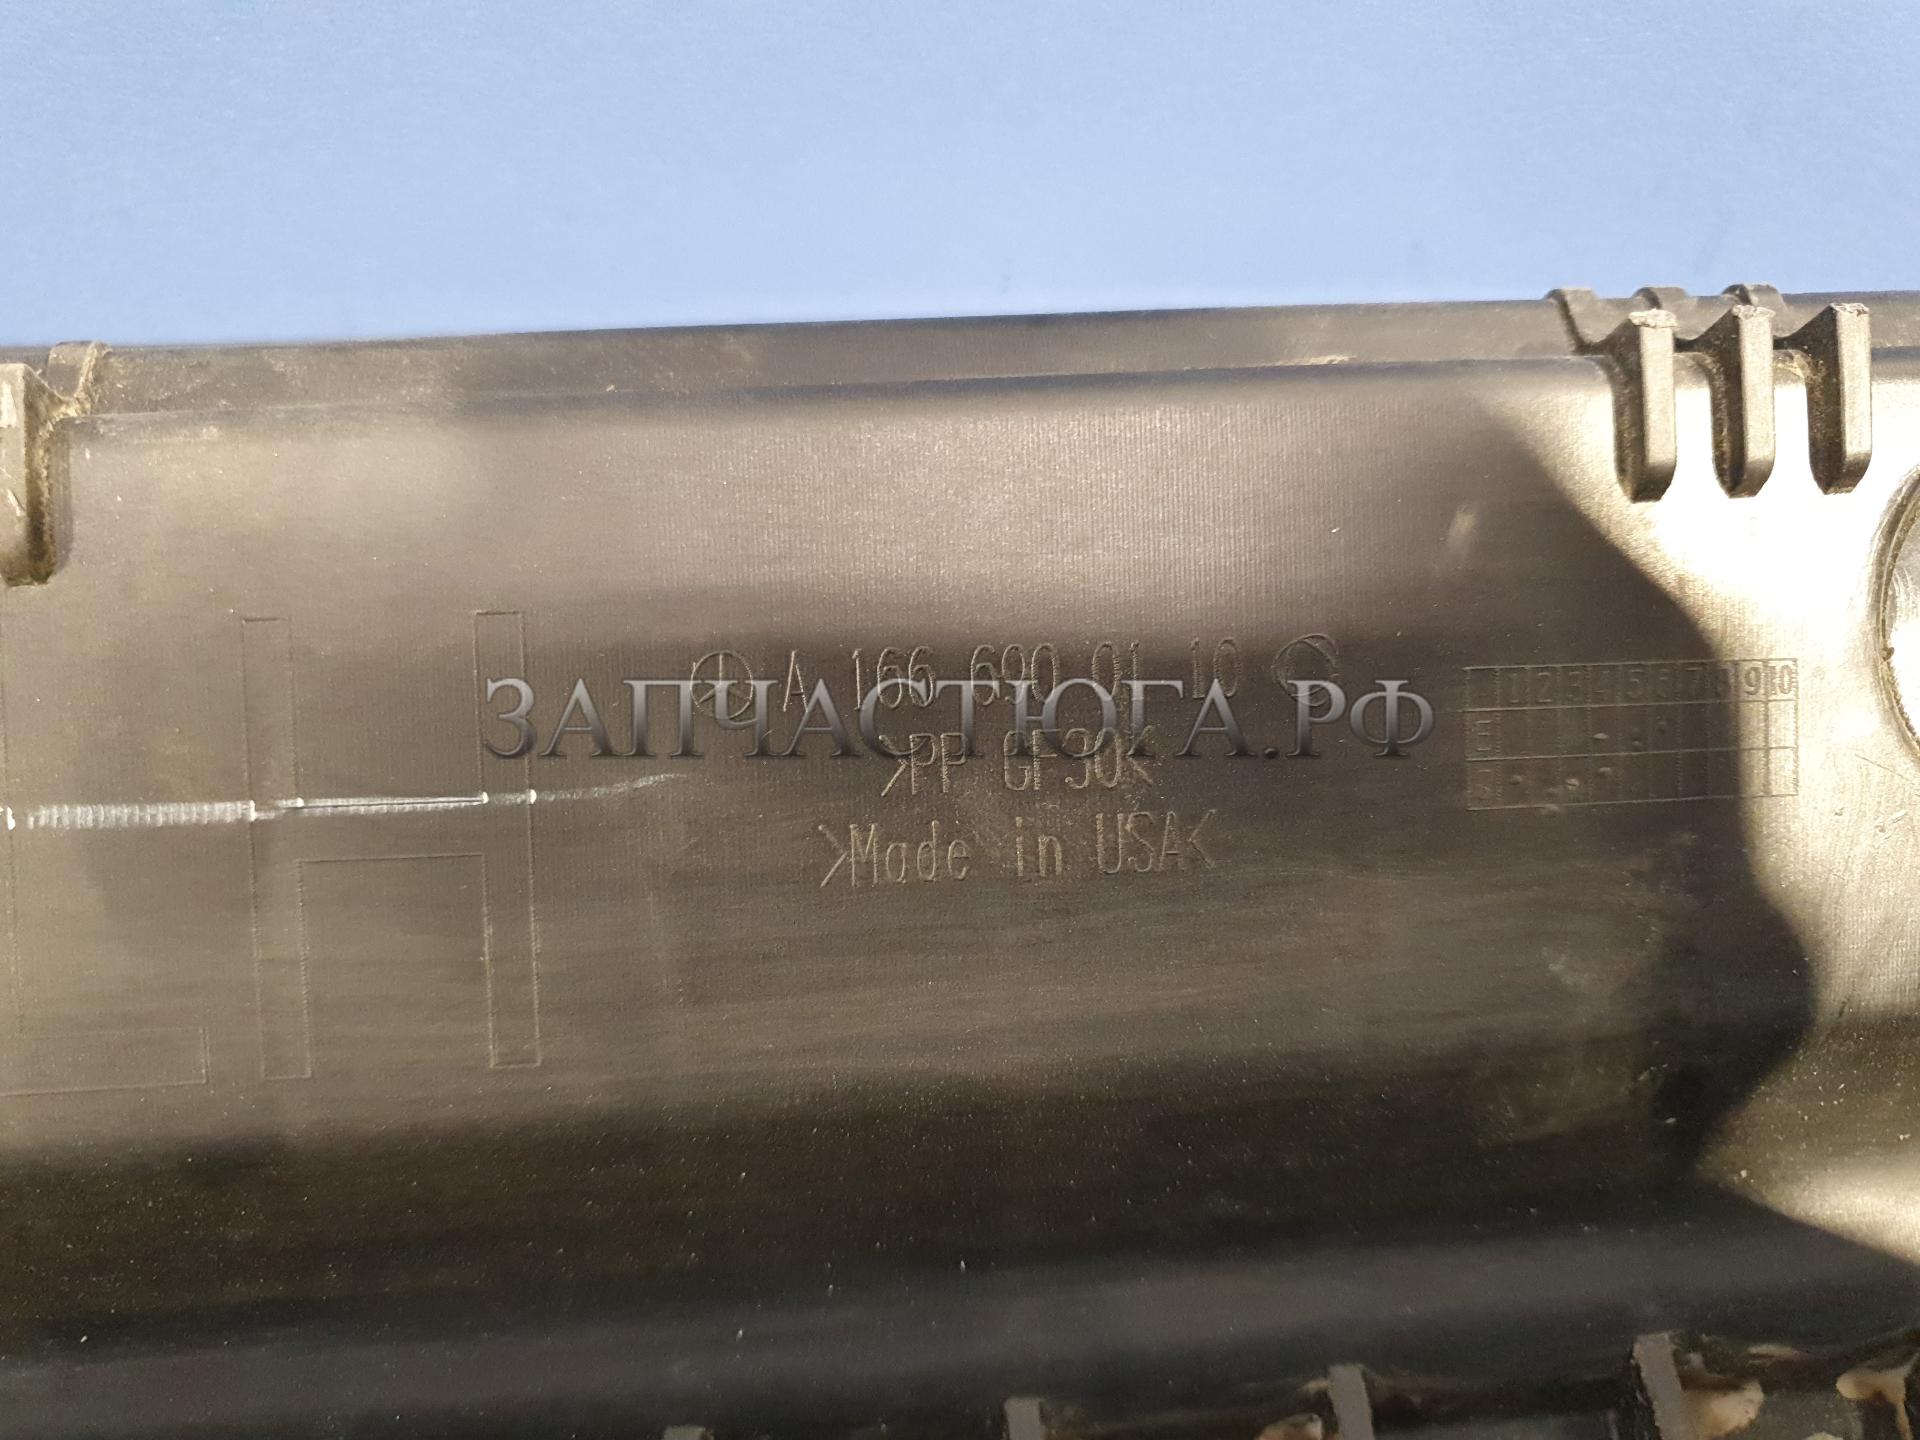 A 166 690 01 10
ЗАПЧАСТЮГА.РФ
>PP GF30<
>Made in USA<
1 2 3 4 5 6 7 8 9 10